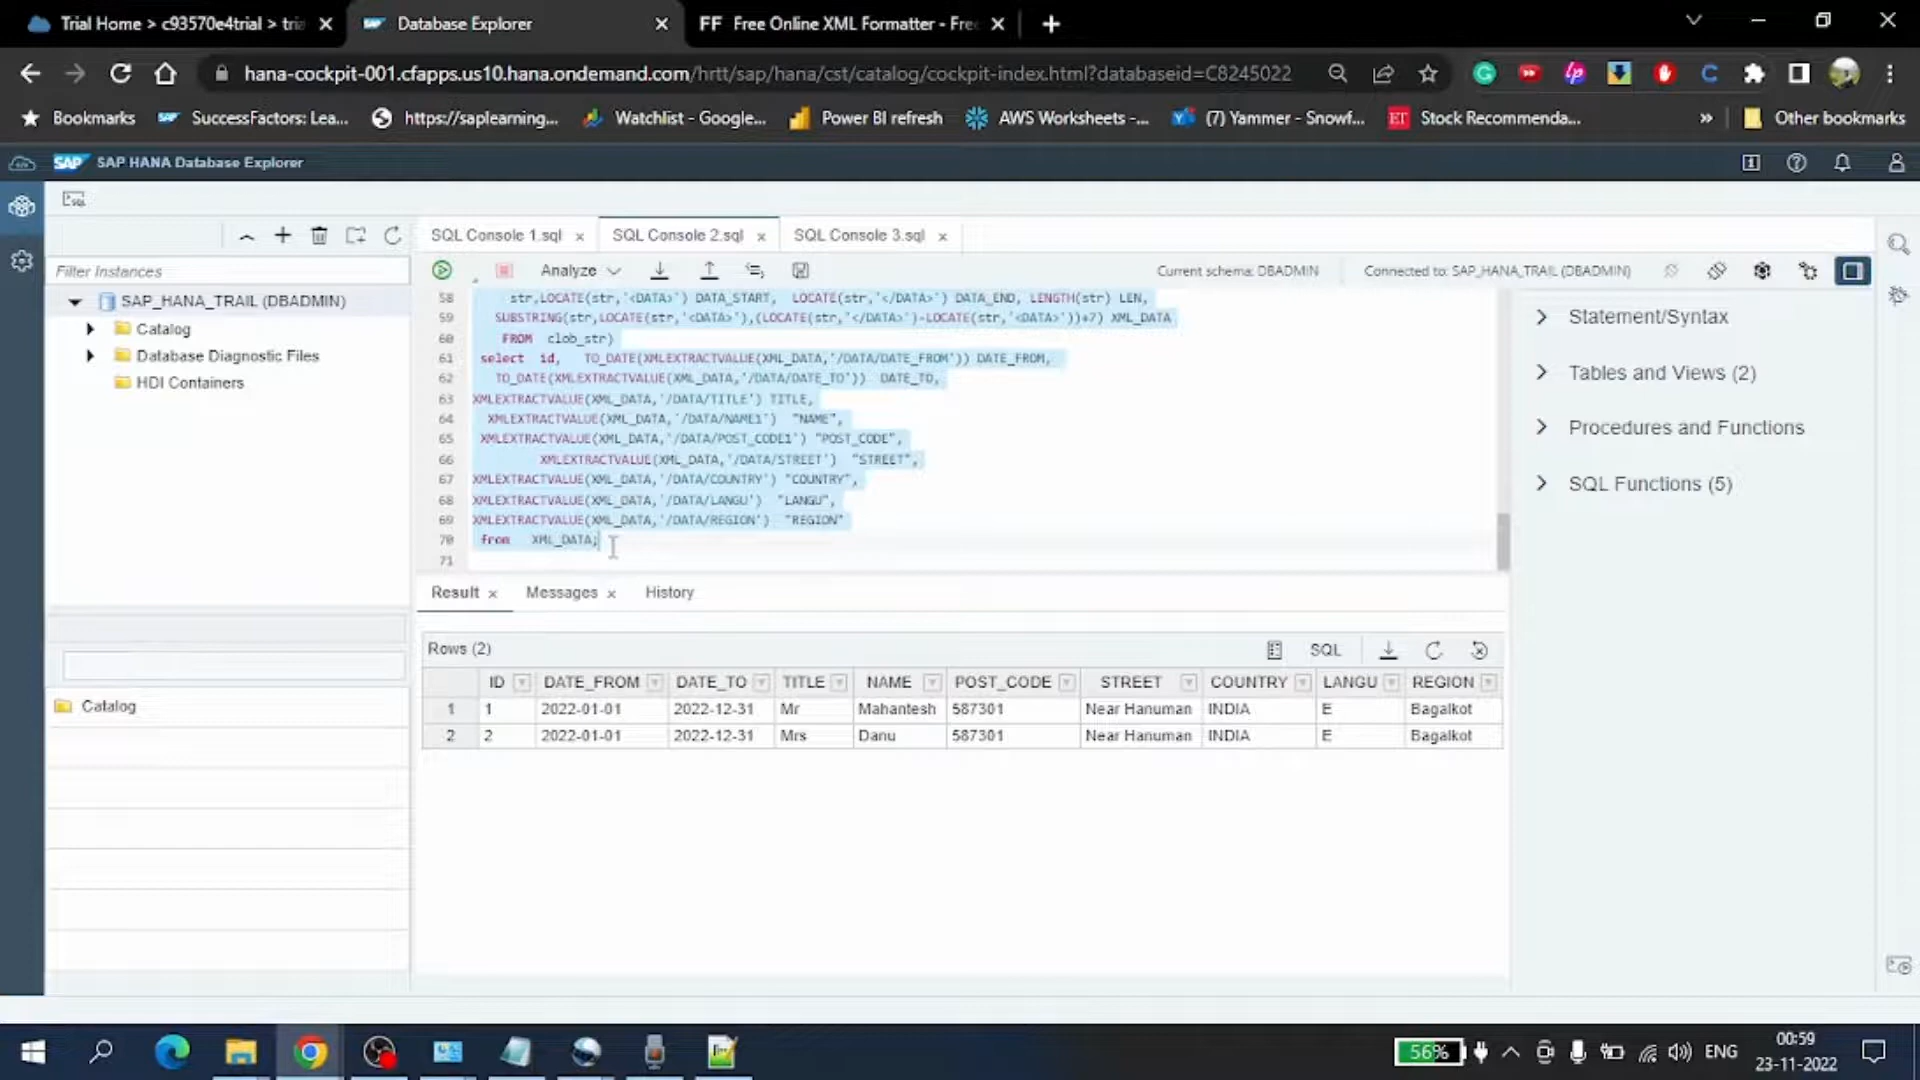 Trial Home > c93570e4trial > tria
Database Explorer
FF Free Online XML Formatter - Free
hana-cockpit-001.cfapps.us10.hana.ondemand.com/hrtt/sap/hana/cst/catalog/cockpit-index.html?databaseid=C8245022
Bookmarks
SuccessFactors: Lea...
https://saplearning...
Watchlist - Google...
Power BI refresh
AWS Worksheets -...
(7) Yammer - Snowf...
ET Stock Recommenda...
»
Other bookmarks
SAP SAP HANA Database Explorer
SQL Console 1.sql
SQL Console 2.sql
SQL Console 3.sql
Filter Instances
Analyze
Current schema: DBADMIN
Connected to: SAP_HANA_TRAIL (DBADMIN)
SAP_HANA_TRAIL (DBADMIN)
Catalog
Database Diagnostic Files
HDI Containers
58 str,LOCATE(str,'<DATA>') DATA_START, LOCATE(str,'</DATA>') DATA_END, LENGTH(str) LEN,
59 SUBSTRING(str,LOCATE(str,'<DATA>'),(LOCATE(str,'</DATA>')-LOCATE(str,'<DATA>'))+7) XML_DATA
60 FROM clob_str)
61 select id, TO_DATE(XMLEXTRACTVALUE(XML_DATA,'/DATA/DATE_FROM')) DATE_FROM,
62 TO_DATE(XMLEXTRACTVALUE(XML_DATA,'/DATA/DATE_TO')) DATE_TO,
63 XMLEXTRACTVALUE(XML_DATA,'/DATA/TITLE') TITLE,
64 XMLEXTRACTVALUE(XML_DATA,'/DATA/NAME1') "NAME",
65 XMLEXTRACTVALUE(XML_DATA,'/DATA/POST_CODE1') "POST_CODE",
66 XMLEXTRACTVALUE(XML_DATA,'/DATA/STREET') "STREET",
67 XMLEXTRACTVALUE(XML_DATA,'/DATA/COUNTRY') "COUNTRY",
68 XMLEXTRACTVALUE(XML_DATA,'/DATA/LANGU') "LANGU",
69 XMLEXTRACTVALUE(XML_DATA,'/DATA/REGION') "REGION"
70 from XML_DATA;
71
Statement/Syntax
Tables and Views (2)
Procedures and Functions
SQL Functions (5)
Result
Messages
History
Rows (2)
SQL
ID DATE_FROM DATE_TO TITLE NAME POST_CODE STREET COUNTRY LANGU REGION
1 1 2022-01-01 2022-12-31 Mr Mahantesh 587301 Near Hanuman INDIA E Bagalkot
2 2 2022-01-01 2022-12-31 Mrs Danu 587301 Near Hanuman INDIA E Bagalkot
Catalog
56%
ENG
00:59
23-11-2022